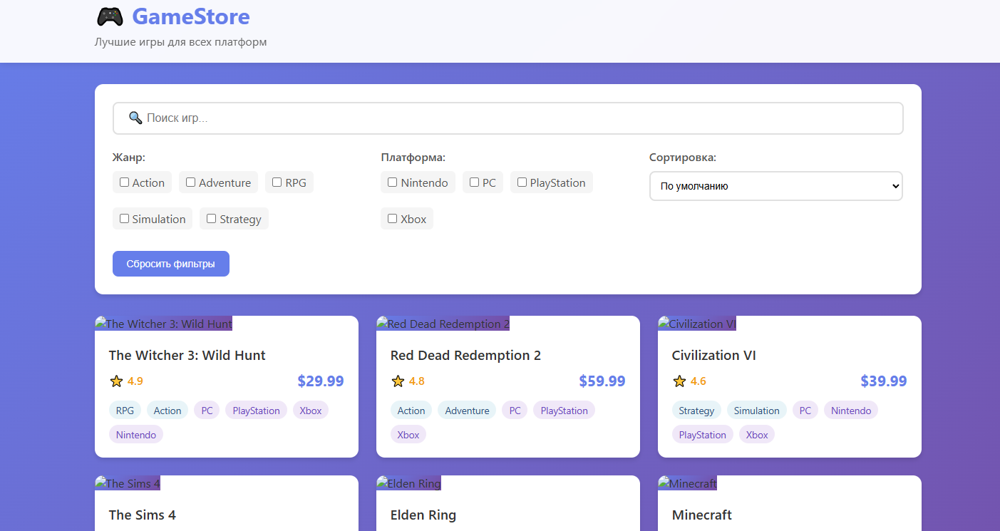 GameStore
Лучшие игры для всех платформ
Поиск игр...
Жанр: Платформа: Сортировка:
Action Adventure RPG Nintendo PC PlayStation По умолчанию
Simulation Strategy Xbox
Сбросить фильтры
The Witcher 3: Wild Hunt Red Dead Redemption 2 Civilization VI
The Witcher 3: Wild Hunt Red Dead Redemption 2 Civilization VI
4.9 $29.99 4.8 $59.99 4.6 $39.99
RPG Action PC PlayStation Xbox Action Adventure PC PlayStation Strategy Simulation PC Nintendo
Nintendo Xbox PlayStation Xbox
The Sims 4 Elden Ring Minecraft
The Sims 4 Elden Ring Minecraft